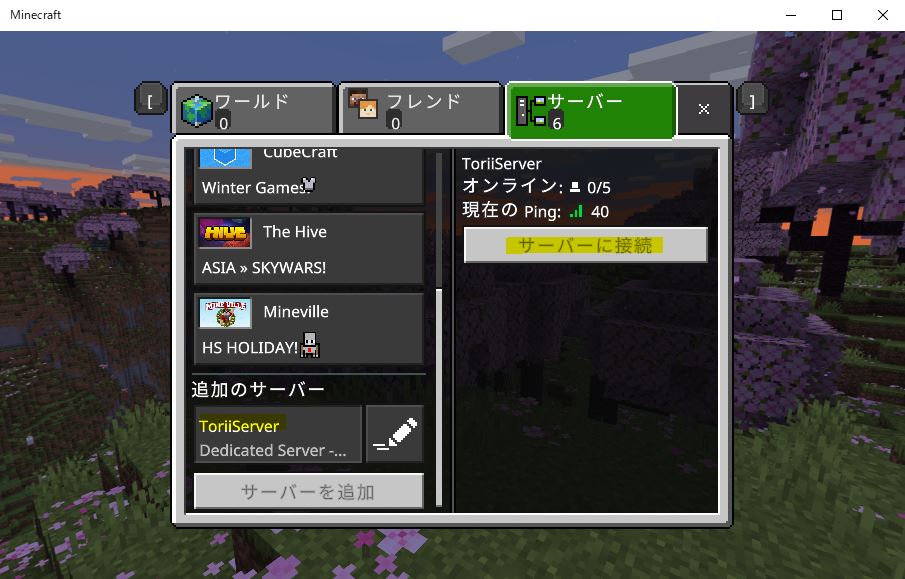 Minecraft
[
ワールド
0
フレンド
0
サーバー
6
×
]
CubeCraft
Winter Games!
The Hive
ASIA » SKYWARS!
Mineville
HS HOLIDAY!
追加のサーバー
ToriiServer
Dedicated Server -...
サーバーを追加
ToriiServer
オンライン: 0/5
現在の Ping: 40
サーバーに接続